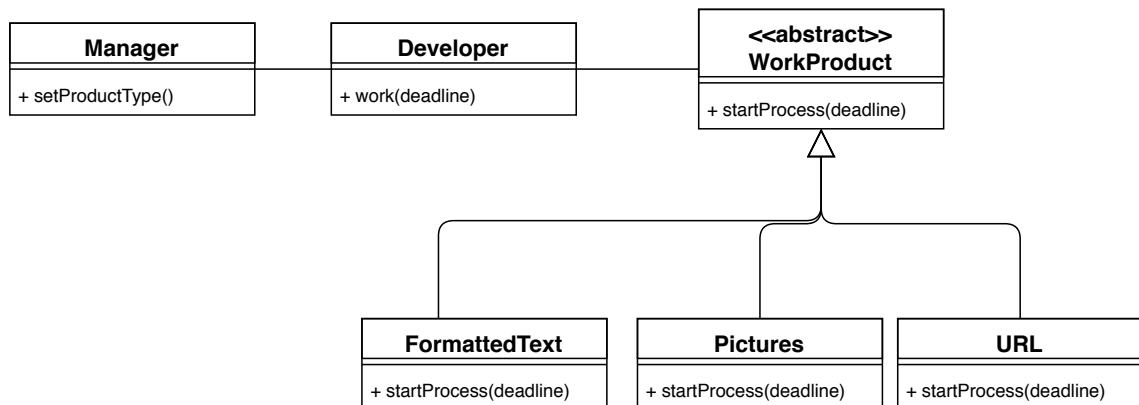 Manager
+ setProductType()
Developer
+ work(deadline)
<<abstract>>
WorkProduct
+ startProcess(deadline)
FormattedText
+ startProcess(deadline)
Pictures
+ startProcess(deadline)
URL
+ startProcess(deadline)